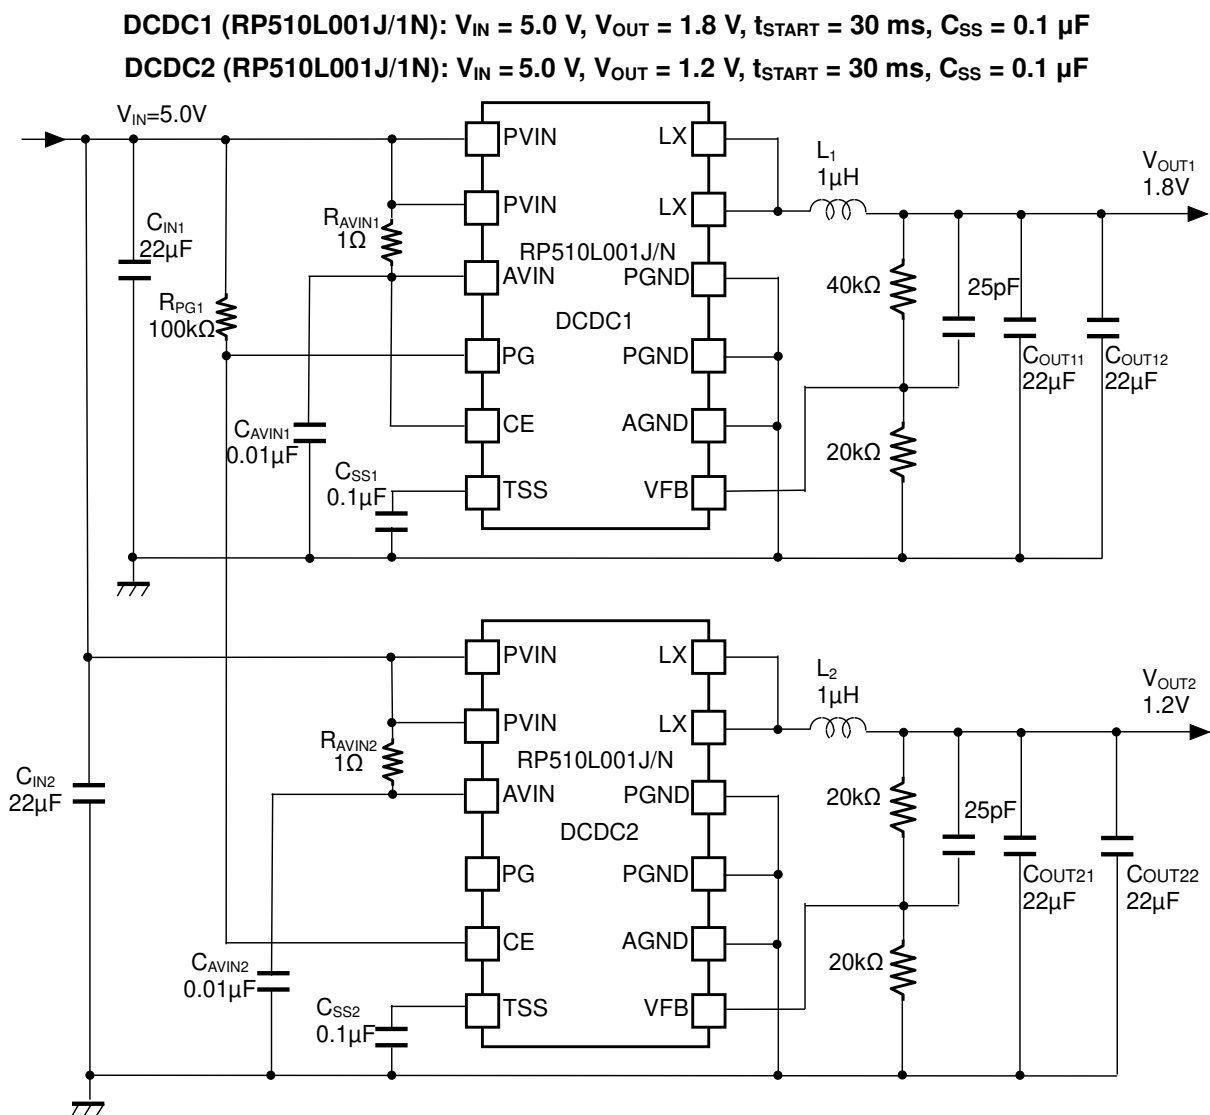 DCDC1 (RP510L001J/1N): VIN = 5.0 V, VOUT = 1.8 V, tSTART = 30 ms, CSS = 0.1 µF
DCDC2 (RP510L001J/1N): VIN = 5.0 V, VOUT = 1.2 V, tSTART = 30 ms, CSS = 0.1 µF
VIN=5.0V
CIN1
22µF
RPG1
100kΩ
RAVIN1
1Ω
CAVIN1
0.01µF
CSS1
0.1µF
PVIN
PVIN
AVIN
PG
CE
TSS
RP510L001J/N
DCDC1
LX
LX
PGND
PGND
AGND
VFB
L1
1µH
VOUT1
1.8V
40kΩ
25pF
20kΩ
COUT11
22µF
COUT12
22µF
CIN2
22µF
RAVIN2
1Ω
CAVIN2
0.01µF
CSS2
0.1µF
PVIN
PVIN
AVIN
PG
CE
TSS
RP510L001J/N
DCDC2
LX
LX
PGND
PGND
AGND
VFB
L2
1µH
VOUT2
1.2V
20kΩ
25pF
20kΩ
COUT21
22µF
COUT22
22µF